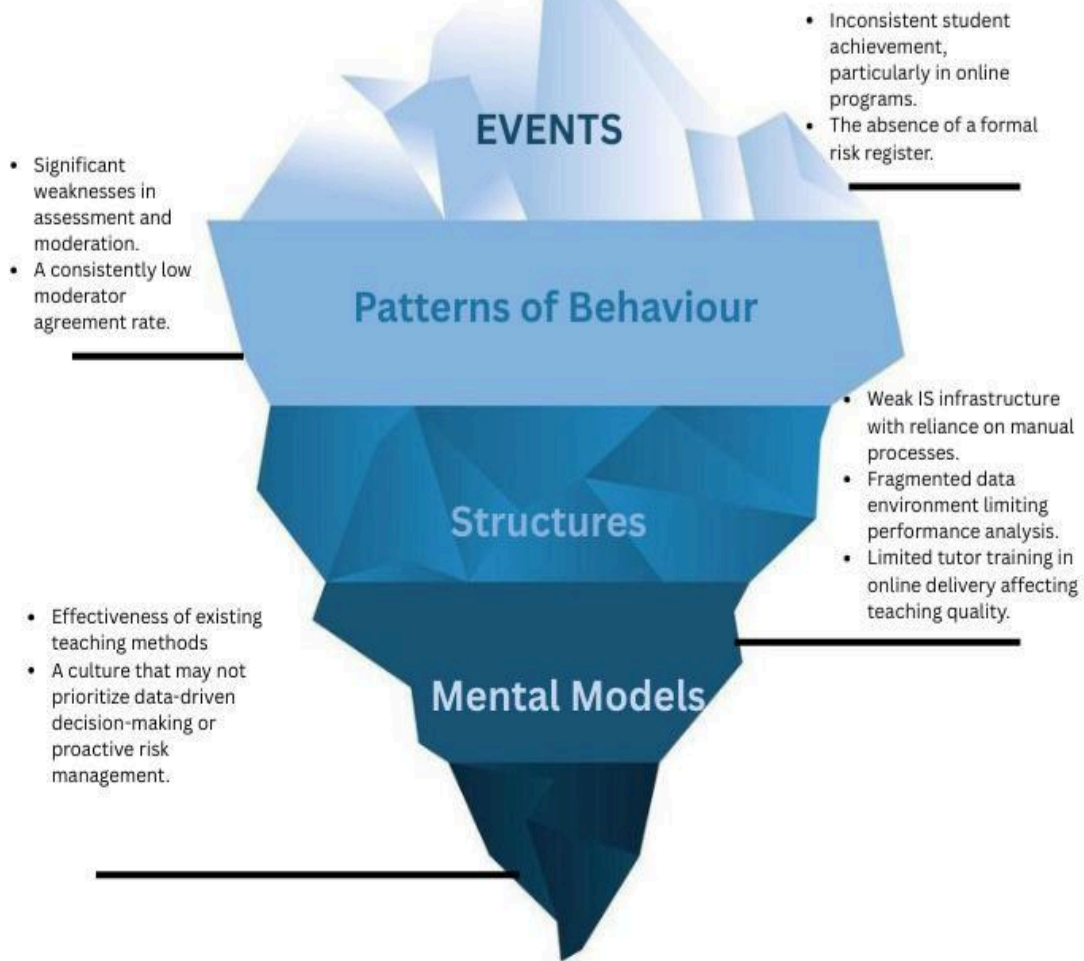 • Inconsistent student
achievement,
particularly in online
programs.
• The absence of a formal
risk register.
EVENTS
• Significant
weaknesses in
assessment and
moderation.
• A consistently low
moderator
agreement rate.
Patterns of Behaviour
• Weak IS infrastructure
with reliance on manual
processes.
• Fragmented data
environment limiting
performance analysis.
• Limited tutor training in
online delivery affecting
teaching quality.
Structures
• Effectiveness of existing
teaching methods
• A culture that may not
prioritize data-driven
decision-making or
proactive risk
management.
Mental Models